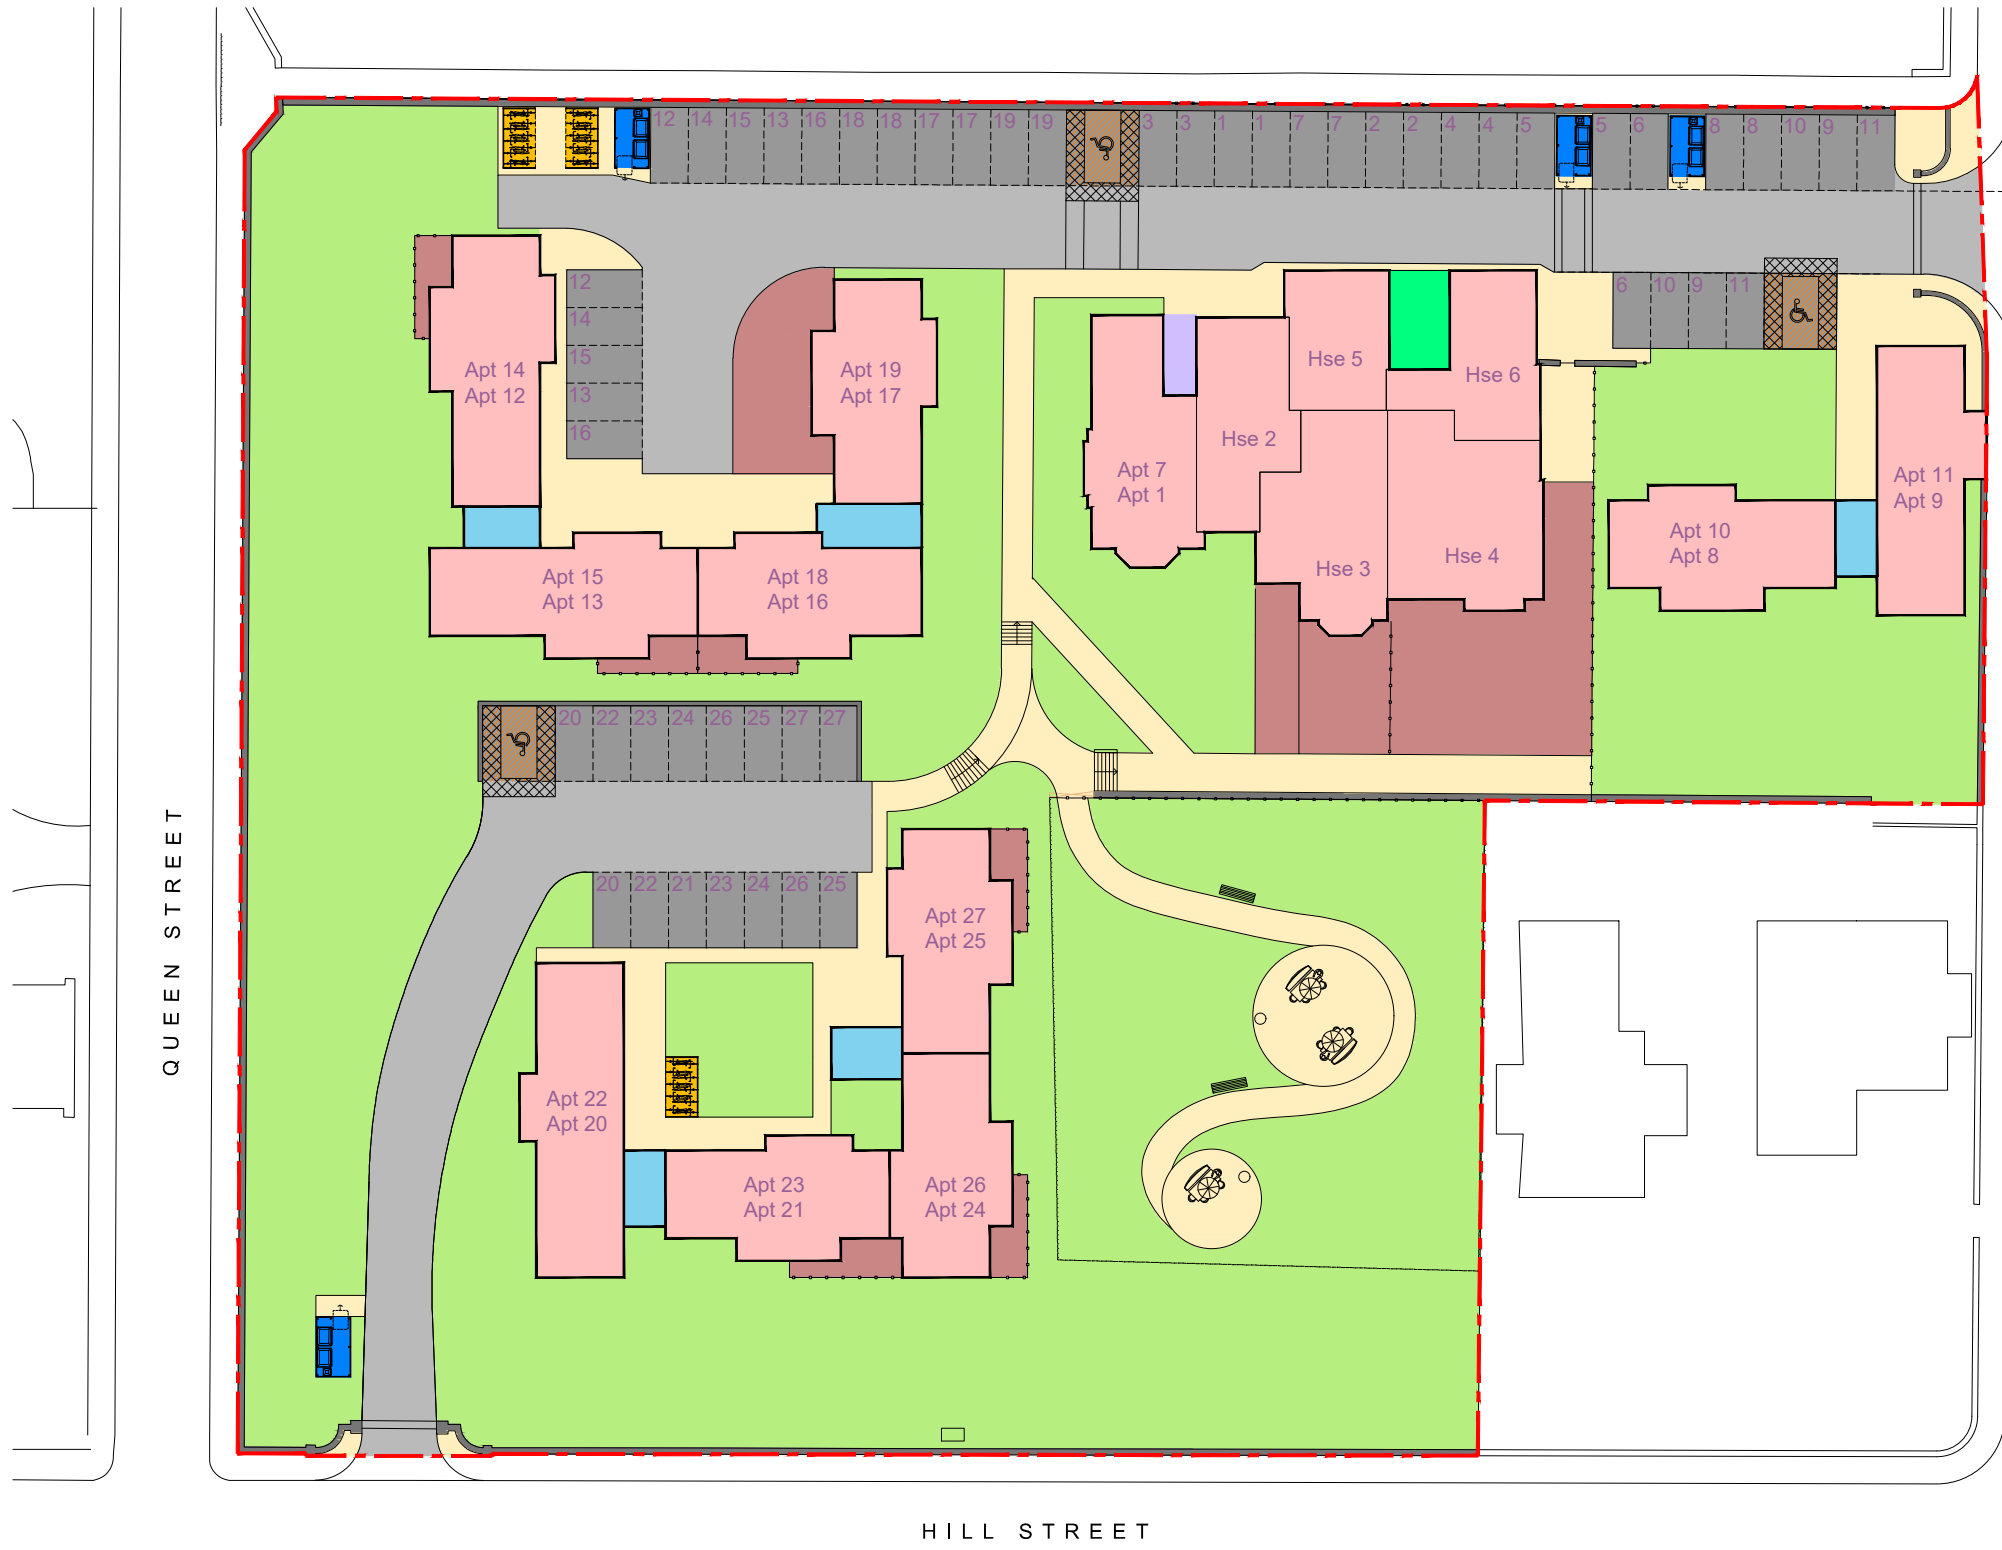 12 14 15 13 16 18 18 17 17 19 19 3 3 1 1 7 7 2 2 4 4 5 5 6 8 8 10 9 11
12
14
15
13
16
6 10 9 11
Apt 14
Apt 12
Apt 19
Apt 17
Hse 5
Hse 6
Hse 2
Apt 7
Apt 1
Hse 3
Hse 4
Apt 11
Apt 9
Apt 10
Apt 8
Apt 15
Apt 13
Apt 18
Apt 16
20 22 23 24 26 25 27 27
20 22 21 23 24 26 25
Apt 27
Apt 25
Apt 22
Apt 20
Apt 23
Apt 21
Apt 26
Apt 24
QUEEN STREET
HILL STREET